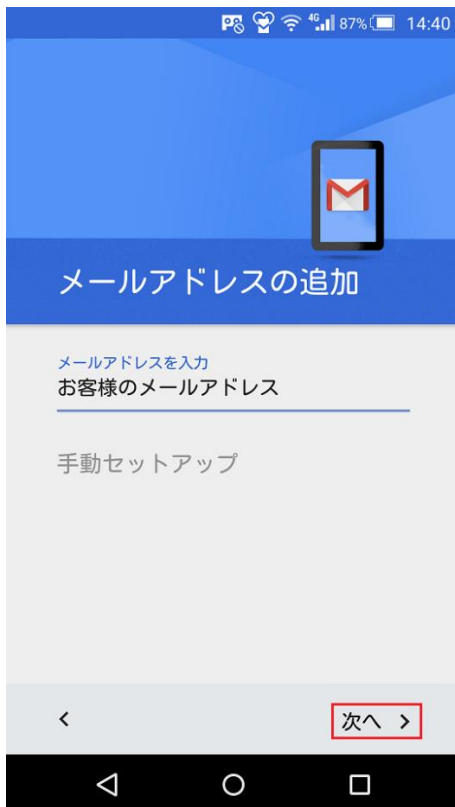 4G 87% 14:40
メールアドレスの追加
メールアドレスを入力
お客様のメールアドレス
手動セットアップ
次へ